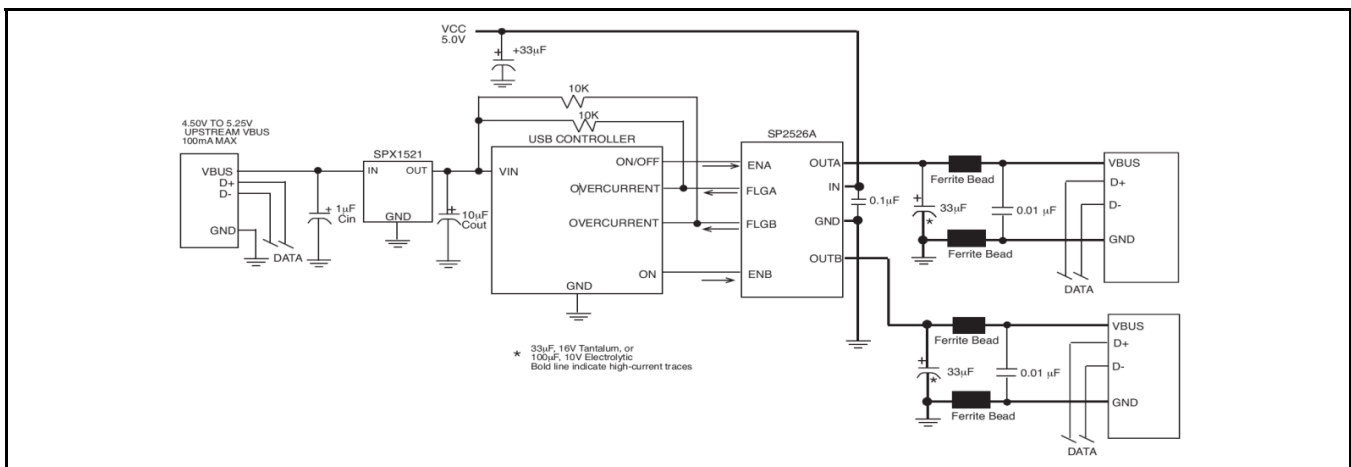 VCC
5.0V
+
+33µF
10K
10K
4.50V TO 5.25V
UPSTREAM VBUS
100mA MAX
VBUS
D+
D-
GND
DATA
+
1µF
Cin
SPX1521
IN
OUT
GND
+
10µF
Cout
USB CONTROLLER
VIN
ON/OFF
OVERCURRENT
OVERCURRENT
ON
GND
SP2526A
ENA
FLGA
FLGB
ENB
OUTA
IN
GND
OUTB
0.1µF
Ferrite Bead
+
33µF
*
0.01 µF
Ferrite Bead
VBUS
D+
D-
GND
DATA
Ferrite Bead
+
33µF
*
0.01 µF
Ferrite Bead
VBUS
D+
D-
GND
DATA
* 33µF, 16V Tantalum, or
100µF, 10V Electrolytic
Bold line indicate high-current traces